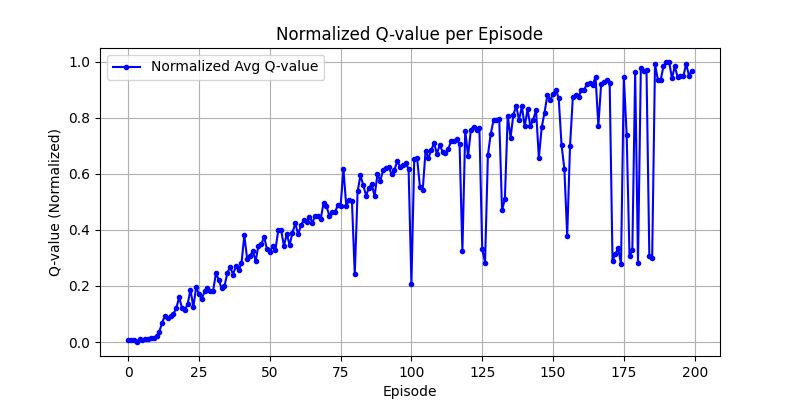 Normalized Q-value per Episode
Normalized Avg Q-value
Q-value (Normalized)
1.0
0.8
0.6
0.4
0.2
0.0
0 25 50 75 100 125 150 175 200
Episode